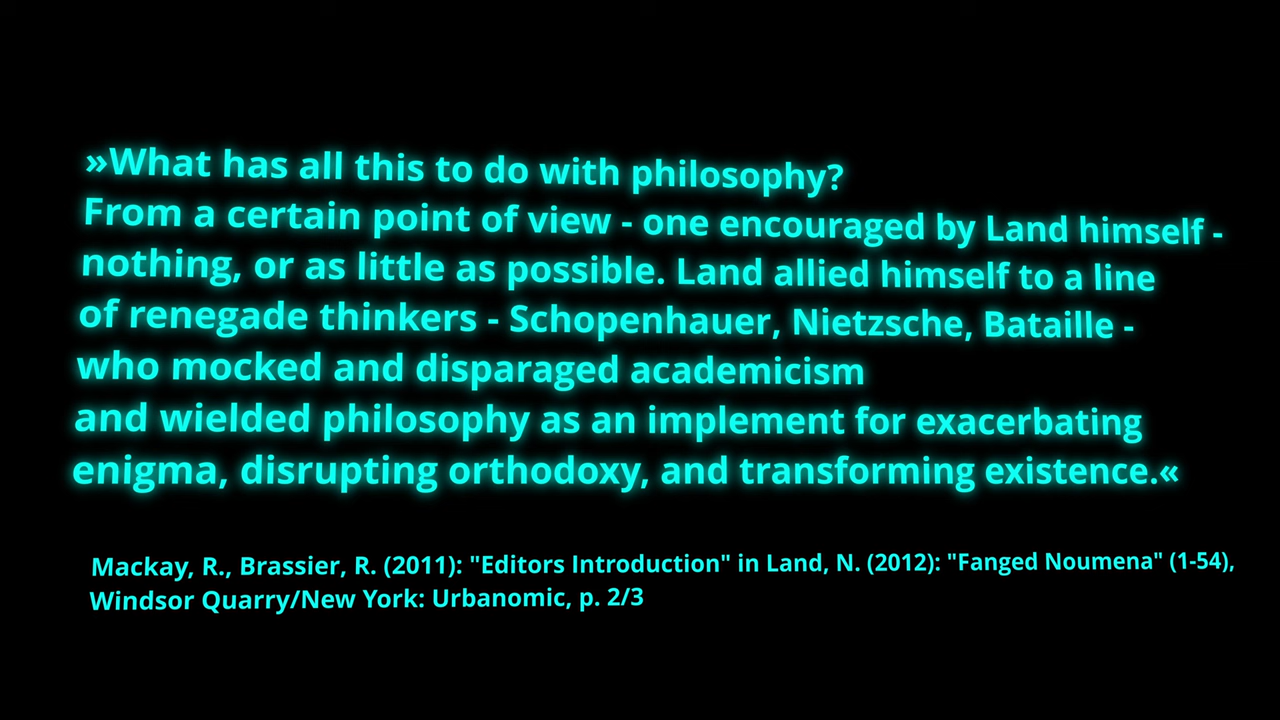 »What has all this to do with philosophy?
From a certain point of view - one encouraged by Land himself -
nothing, or as little as possible. Land allied himself to a line
of renegade thinkers - Schopenhauer, Nietzsche, Bataille -
who mocked and disparaged academicism
and wielded philosophy as an implement for exacerbating
enigma, disrupting orthodoxy, and transforming existence.«
Mackay, R., Brassier, R. (2011): "Editors Introduction" in Land, N. (2012): "Fanged Noumena" (1-54),
Windsor Quarry/New York: Urbanomic, p. 2/3